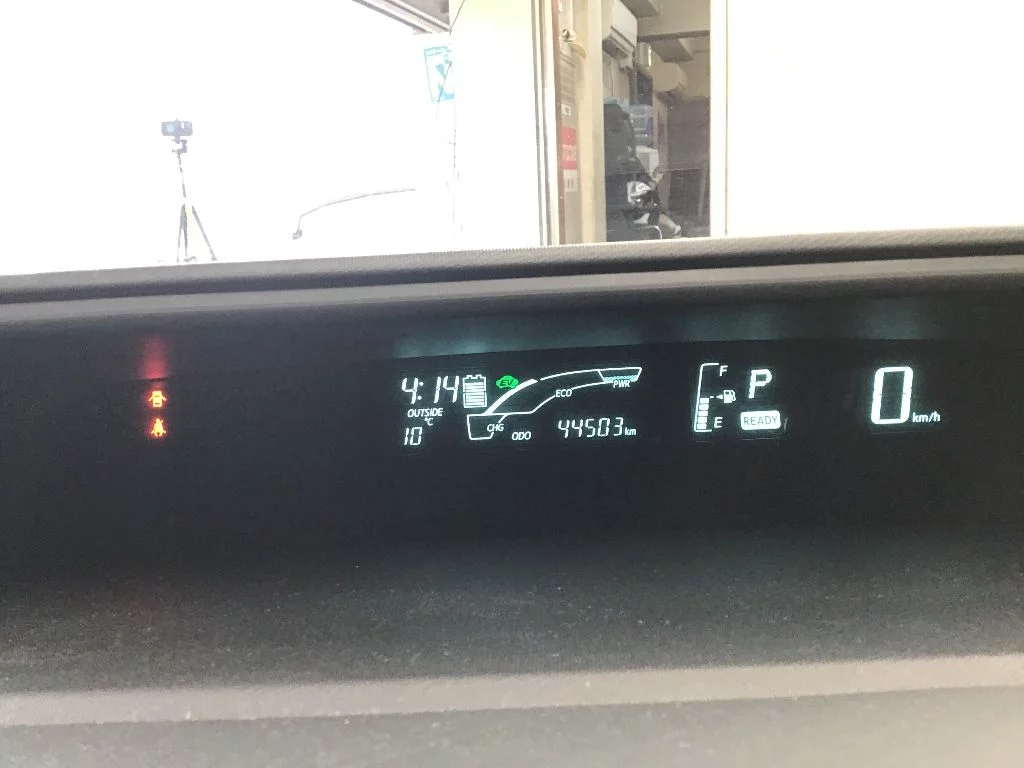 4:14
EV
OUTSIDE
10 °C
CHG
ECO
PWR
ODO 44503 km
F
E
P
READY
0 km/h